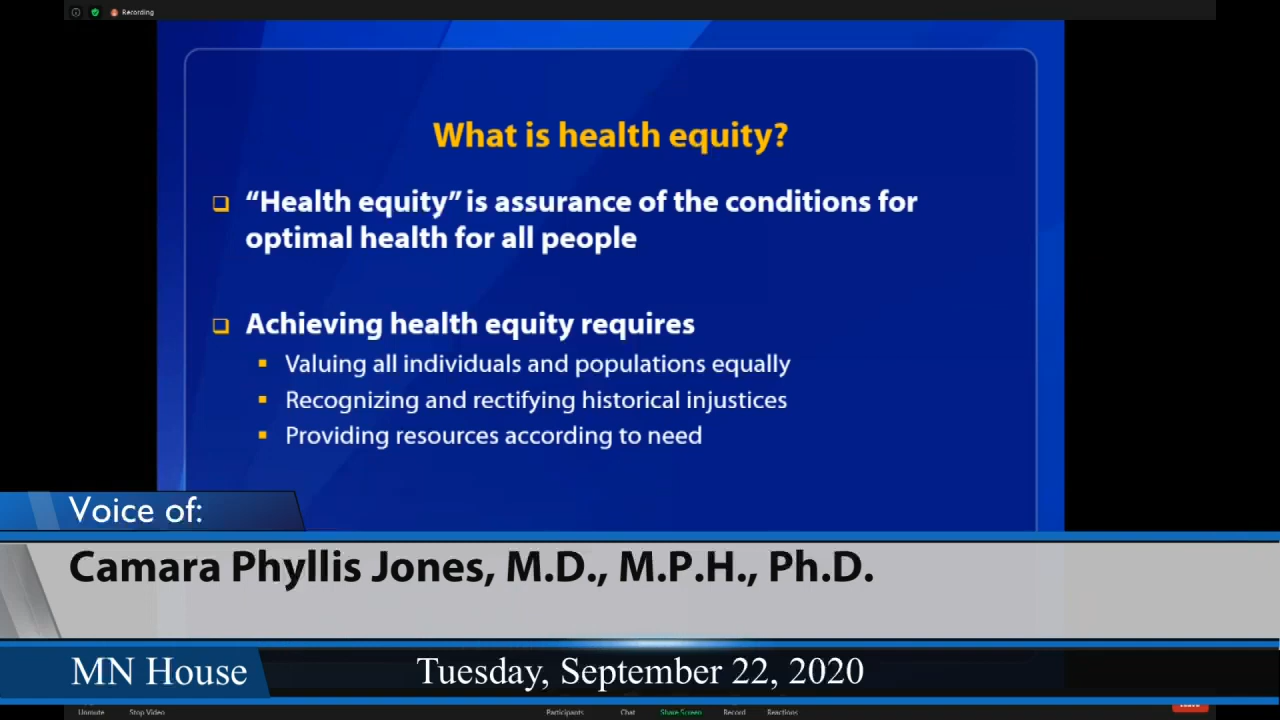 Recording
What is health equity?
“Health equity” is assurance of the conditions for
optimal health for all people
Achieving health equity requires
Valuing all individuals and populations equally
Recognizing and rectifying historical injustices
Providing resources according to need
Voice of:
Camara Phyllis Jones, M.D., M.P.H., Ph.D.
MN House Tuesday, September 22, 2020
Unmute Stop Video Participants Chat Share Screen Record Reactions